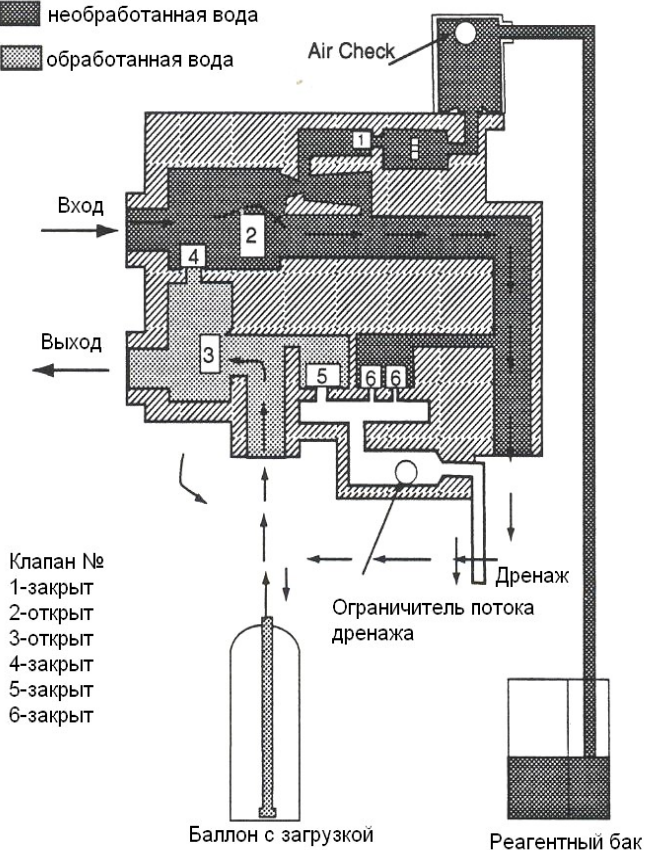 необработанная вода
обработанная вода
Air Check
1
Вход
2
4
Выход
3
5
6
6
Клапан №
1-закрыт
2-открыт
3-открыт
4-закрыт
5-закрыт
6-закрыт
Дренаж
Ограничитель потока
дренажа
Баллон с загрузкой
Реагентный бак